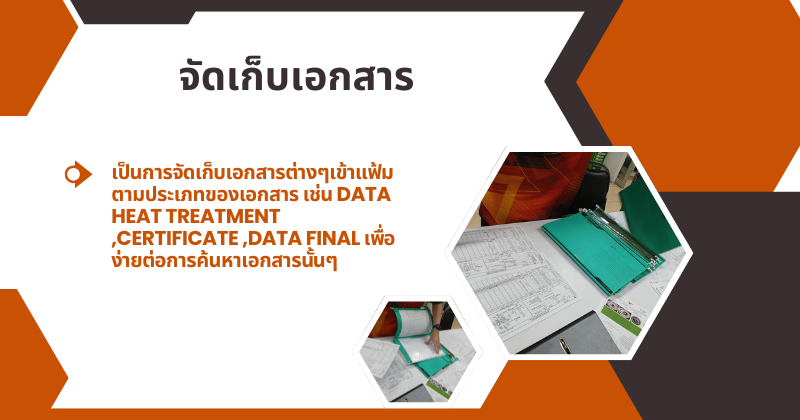 จัดเก็บเอกสาร
เป็นการจัดเก็บเอกสารต่างๆเข้าแฟ้ม
ตามประเภทของเอกสาร เช่น DATA
HEAT TREATMENT
,CERTIFICATE ,DATA FINAL เพื่อ
ง่ายต่อการค้นหาเอกสารนั้นๆ